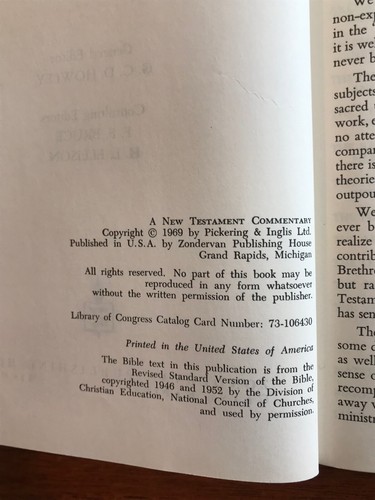 A NEW TESTAMENT COMMENTARY
Copyright © 1969 by Pickering & Inglis Ltd.
Published in U.S.A. by Zondervan Publishing House
Grand Rapids, Michigan
All rights reserved. No part of this book may be
reproduced in any form whatsoever
without the written permission of the publisher.
Library of Congress Catalog Card Number: 73-106430
Printed in the United States of America
The Bible text in this publication is from the
Revised Standard Version of the Bible,
copyrighted 1946 and 1952 by the Division of
Christian Education, National Council of Churches,
and used by permission.
We
non-exp
in the
it is wel
never b
The
subjects
sacred
work, o
no atte
compar
there is
theories
outpou
We
ever b
realize
contrib
Brethro
but ra
Testam
has sen
The
some o
as well
sense o
recomp
away v
ministr